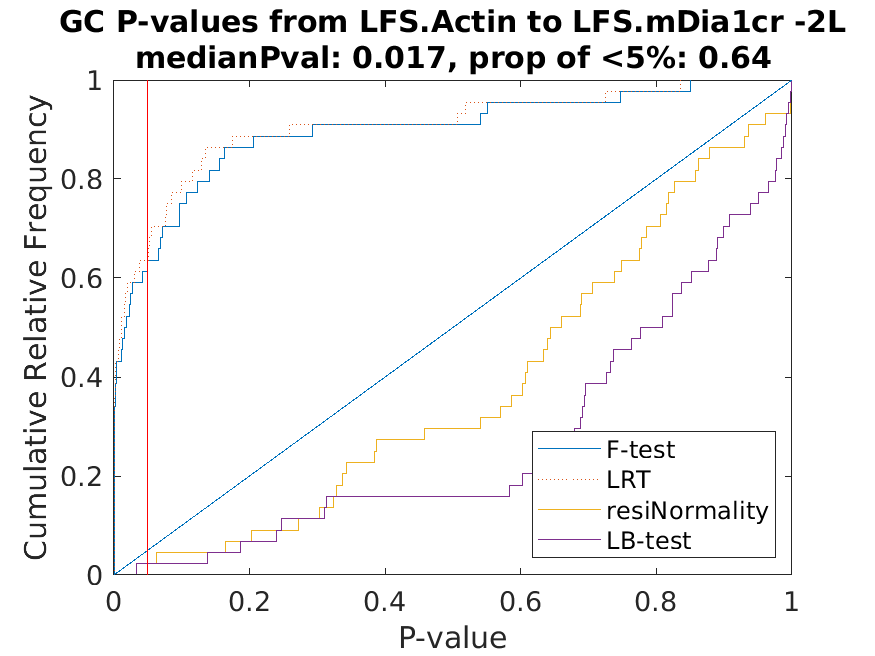 GC P-values from LFS.Actin to LFS.mDia1cr -2L
medianPval: 0.017, prop of <5%: 0.64
Cumulative Relative Frequency
1
0.8
0.6
0.4
0.2
0
0
0.2
0.4
0.6
0.8
1
P-value
F-test
LRT
resiNormality
LB-test